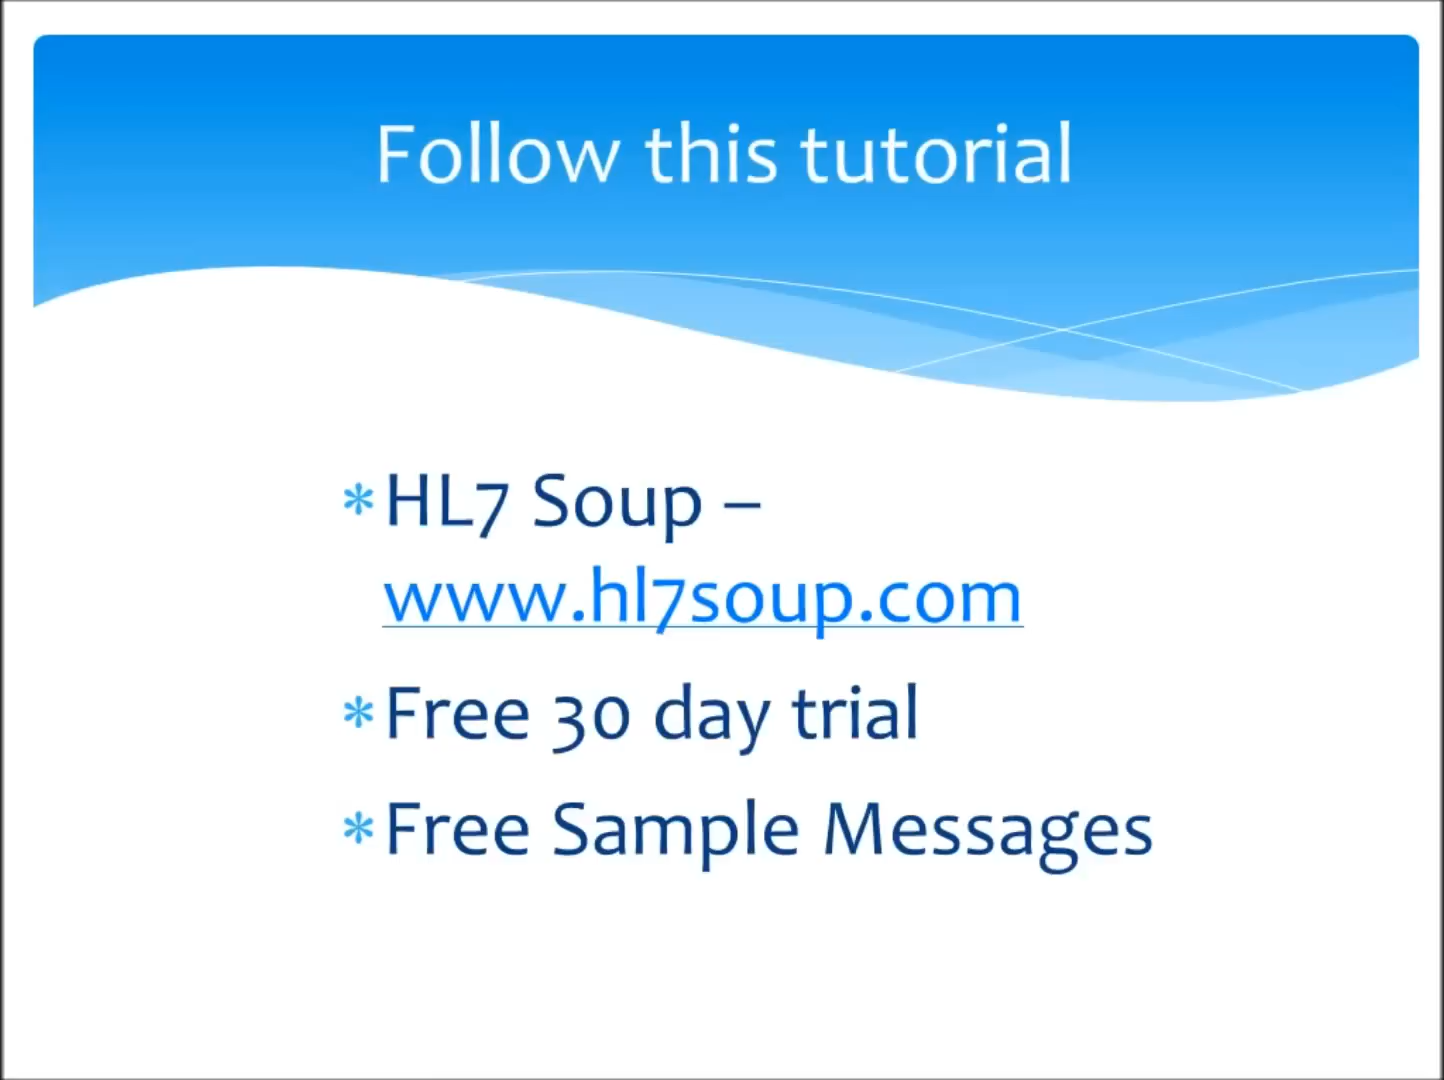 Follow this tutorial
* HL7 Soup –
www.hl7soup.com
* Free 30 day trial
* Free Sample Messages